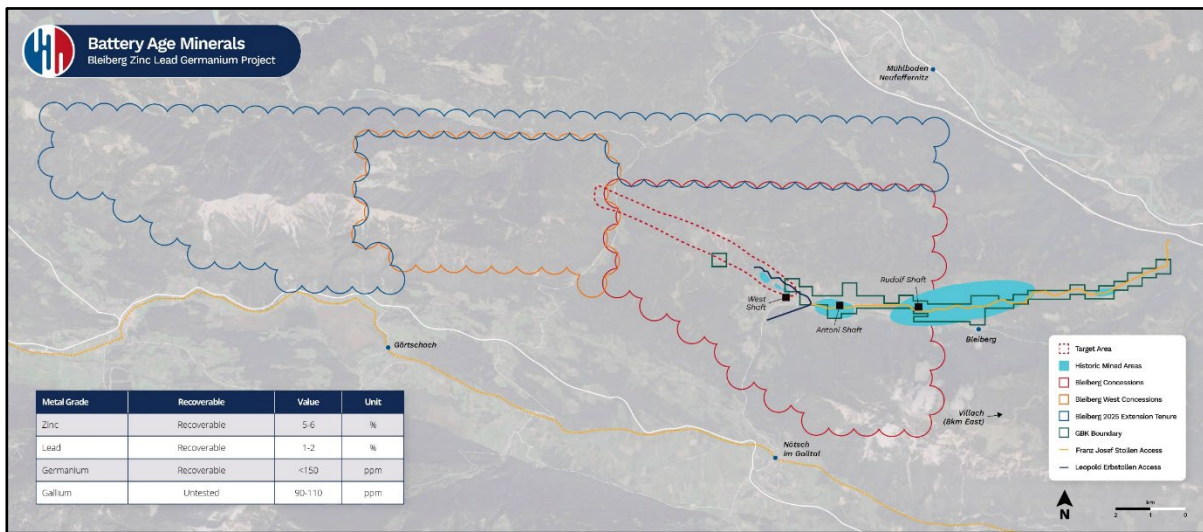 Battery Age Minerals
Bleiberg Zinc Lead Germanium Project
Mühlboden
Neufeffernitz
Rudolf Shaft
West
Shaft
Antoni Shaft
Bleiberg
Görtschach
Villach
(8km East)
Nötsch
im Gailtal
Metal Grade Recoverable Value Unit
Zinc Recoverable 5-6 %
Lead Recoverable 1-2 %
Germanium Recoverable <150 ppm
Gallium Untested 90-110 ppm
Target Area
Historic Mined Areas
Bleiberg Concessions
Bleiberg West Concessions
Bleiberg 2025 Extension Tenure
GBK Boundary
Franz Josef Stollen Access
Leopold Erbstollen Access
N
km
2 1 0